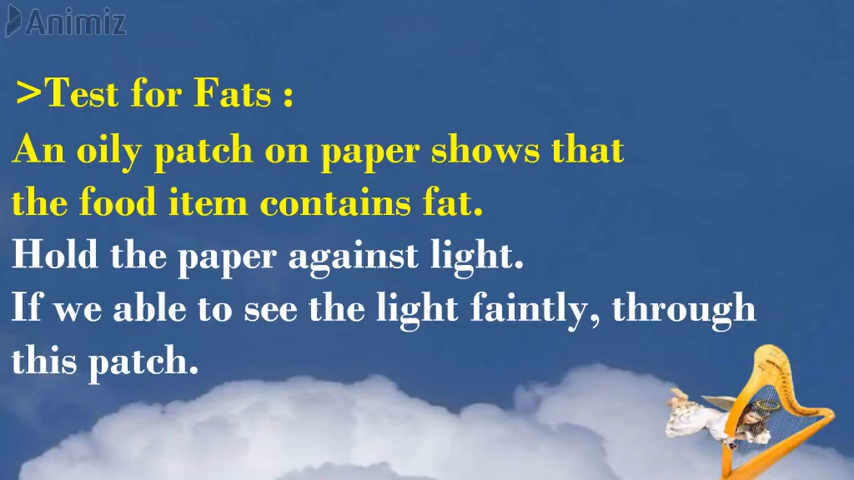 Animiz
>Test for Fats :
An oily patch on paper shows that
the food item contains fat.
Hold the paper against light.
If we able to see the light faintly, through
this patch.